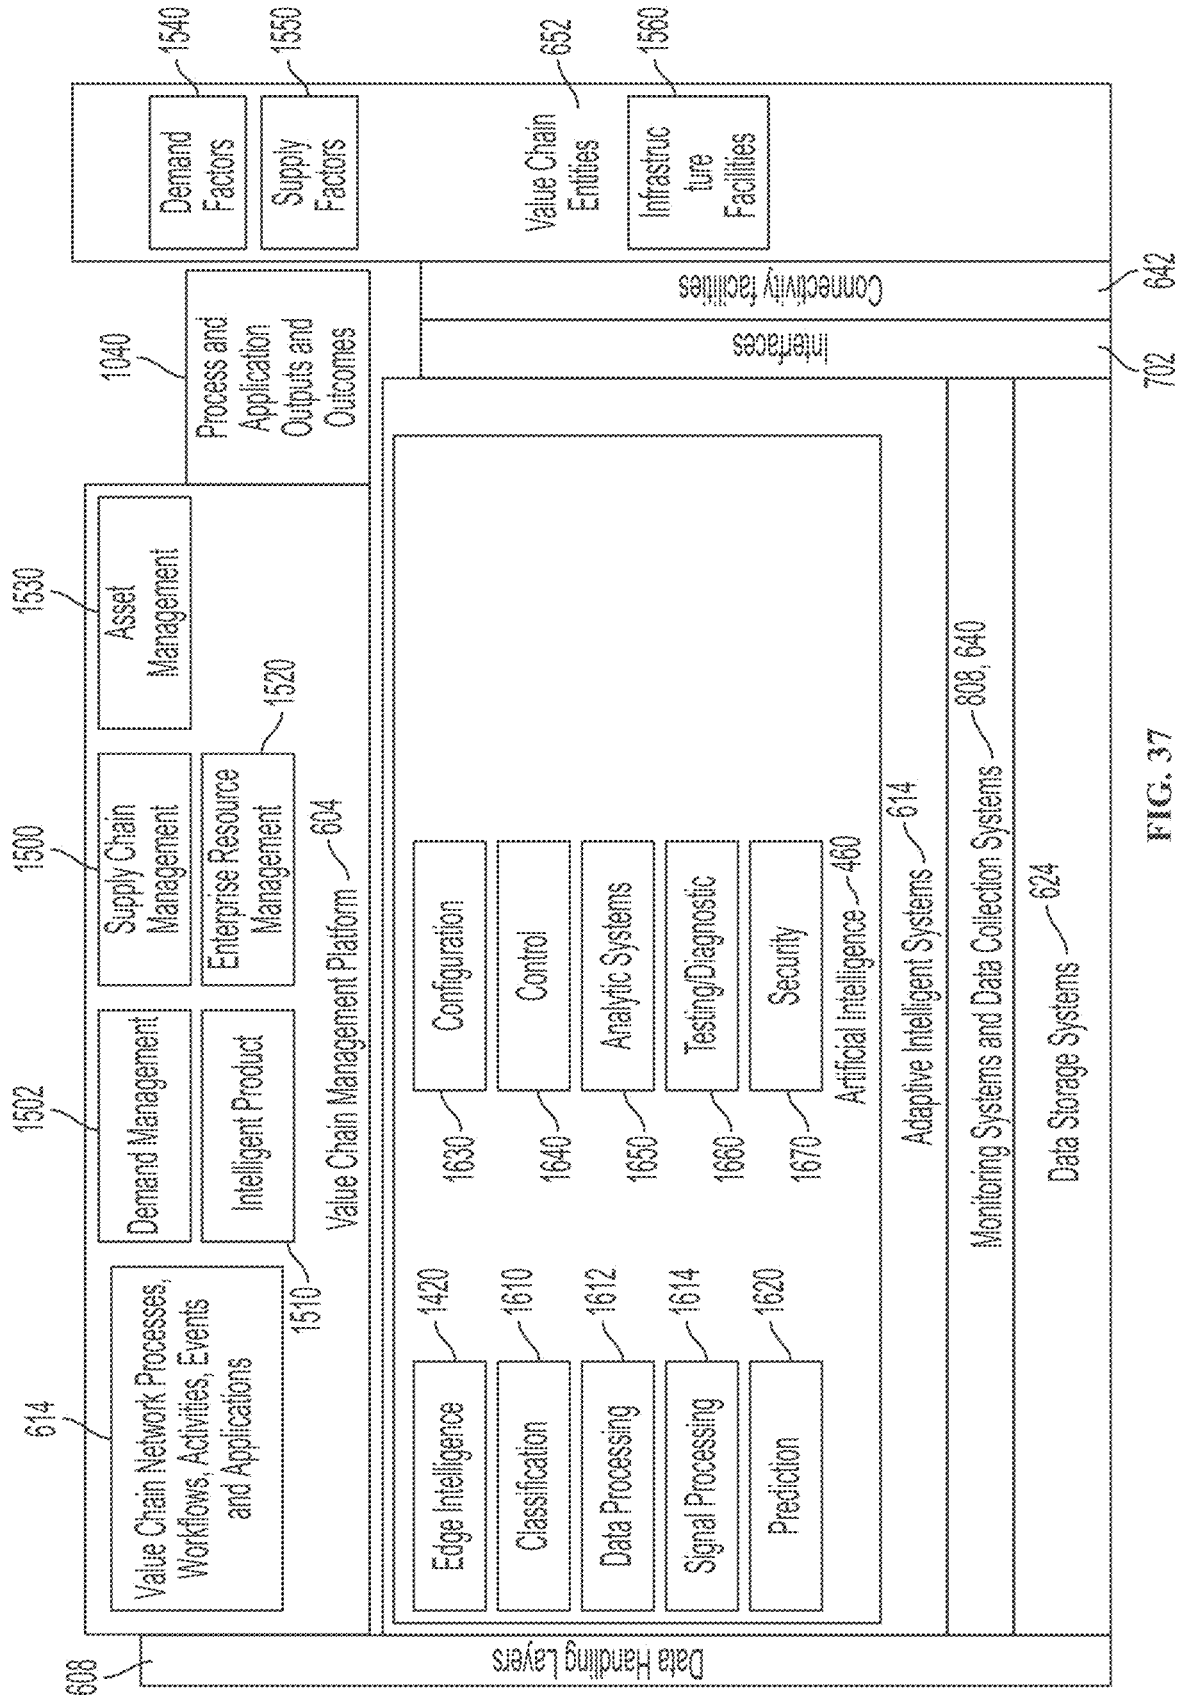 608
Data Handling Layers
614
Value Chain Network Processes,
Workflows, Activities, Events
and Applications
1502
Demand Management
Intelligent Product
1510
1500
Supply Chain
Management
Enterprise Resource
Management
1520
1530
Asset
Management
Value Chain Management Platform
604
1040
Process and
Application
Outputs and
Outcomes
Edge Intelligence
1420
Classification
1610
Data Processing
1612
Signal Processing
1614
Prediction
1620
1630
Configuration
1640
Control
1650
Analytic Systems
1660
Testing/Diagnostic
1670
Security
Artificial Intelligence
460
Adaptive Intelligent Systems
614
Monitoring Systems and Data Collection Systems
808, 640
Data Storage Systems
624
Interfaces
702
Connectivity facilities
642
Demand
Factors
1540
Supply
Factors
1550
Value Chain
Entities
652
Infrastruc
ture
Facilities
1560
FIG. 37